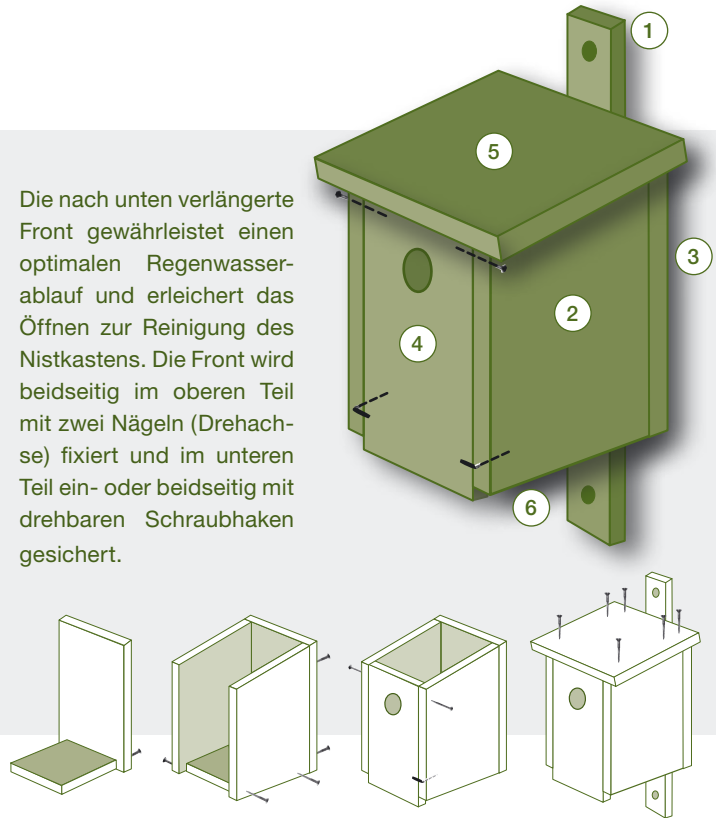 1
5
Die nach unten verlängerte
Front gewährleistet einen
optimalen Regenwasser-
ablauf und erleichert das
Öffnen zur Reinigung des
Nistkastens. Die Front wird
beidseitig im oberen Teil
mit zwei Nägeln (Drehach-
se) fixiert und im unteren
Teil ein- oder beidseitig mit
drehbaren Schraubhaken
gesichert.
3
2
4
6